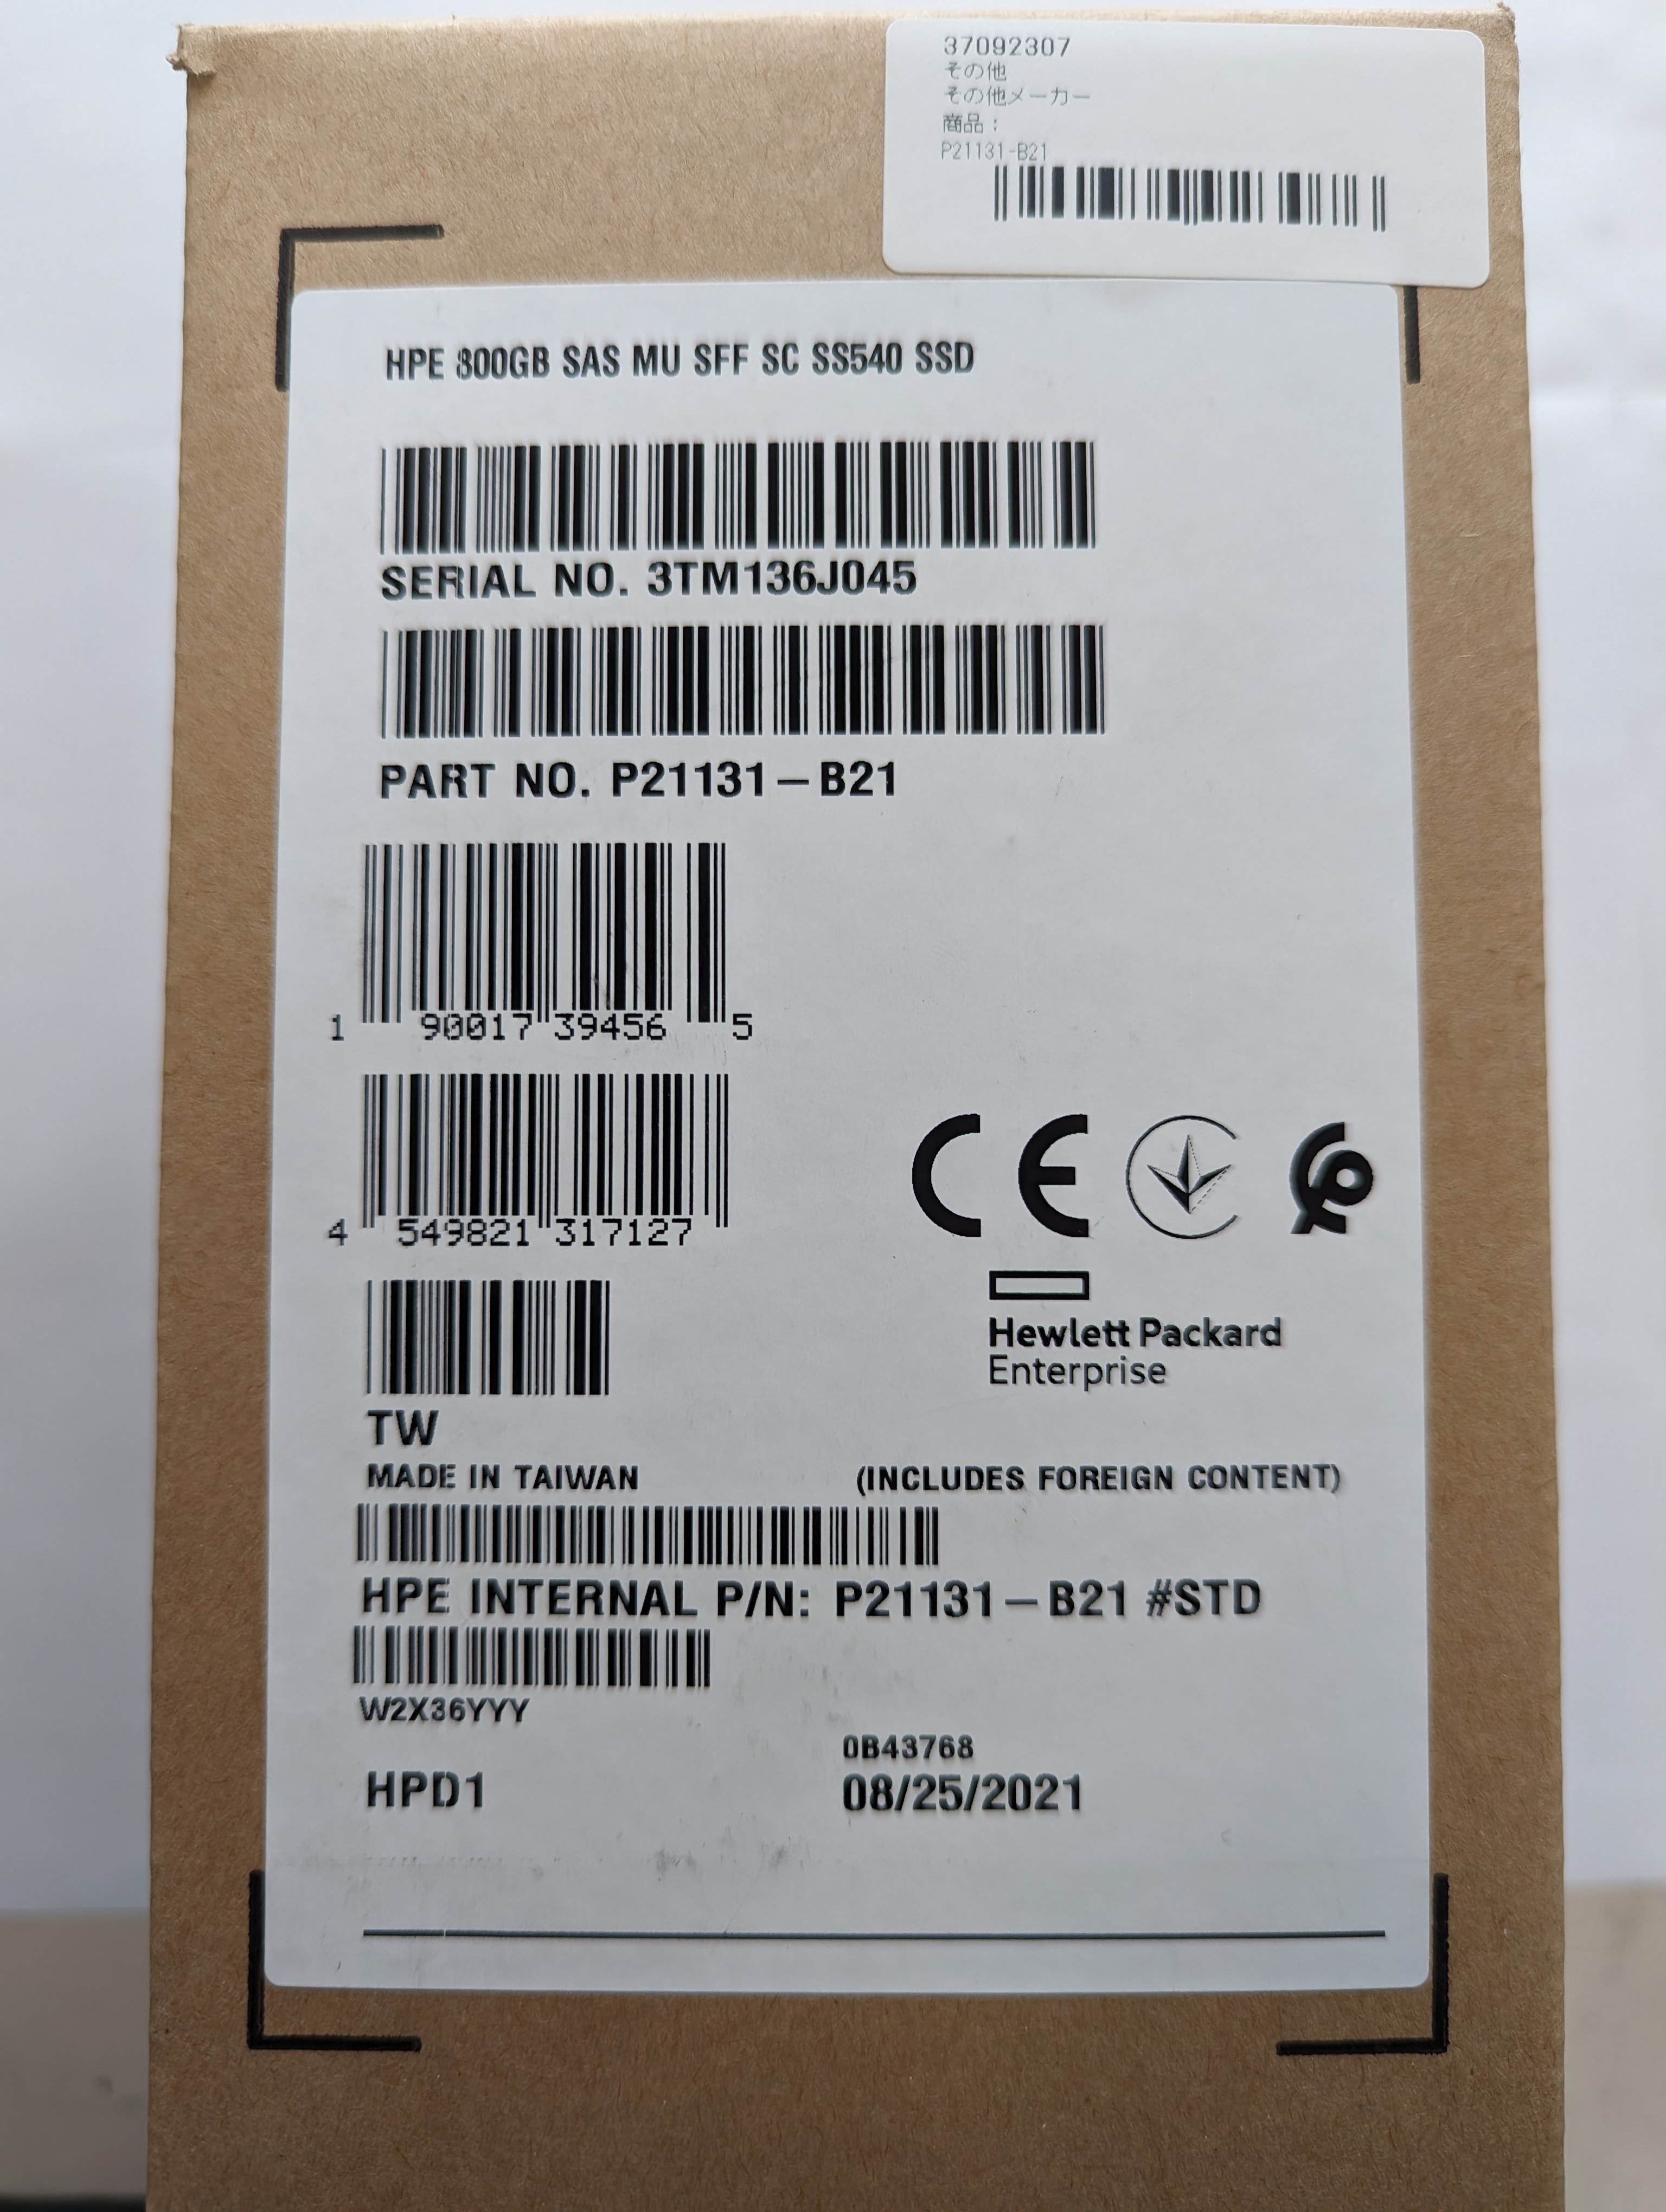 37092307
その他
その他メーカー
商品：
P21131-B21
HPE 800GB SAS MU SFF SC SS540 SSD
SERIAL NO. 3TM136J045
PART NO. P21131-B21
1 90017 39456 5
4 549821 317127
CE
Hewlett Packard
Enterprise
TW
MADE IN TAIWAN (INCLUDES FOREIGN CONTENT)
HPE INTERNAL P/N: P21131-B21 #STD
W2X36YYY
0B43768
HPD1 08/25/2021